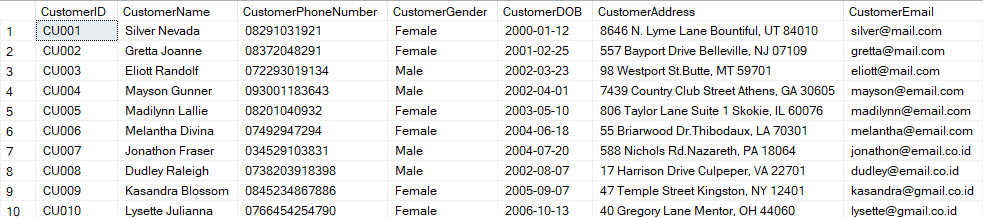 CustomerID CustomerName CustomerPhoneNumber CustomerGender CustomerDOB CustomerAddress CustomerEmail
1 CU001 Silver Nevada 08291031921 Female 2000-01-12 8646 N. Lyme Lane Bountiful, UT 84010 silver@mail.com
2 CU002 Gretta Joanne 08372048291 Female 2001-02-25 557 Bayport Drive Belleville, NJ 07109 gretta@mail.com
3 CU003 Eliott Randolf 072293019134 Male 2002-03-23 98 Westport St.Butte, MT 59701 eliott@mail.com
4 CU004 Mayson Gunner 093001183643 Male 2002-04-01 7439 Country Club Street Athens, GA 30605 mayson@email.com
5 CU005 Madilynn Lallie 08201040932 Female 2003-05-10 806 Taylor Lane Suite 1 Skokie, IL 60076 madilynn@email.com
6 CU006 Melantha Divina 07492947294 Female 2004-06-18 55 Briarwood Dr.Thibodaux, LA 70301 melantha@email.com
7 CU007 Jonathon Fraser 034529103831 Male 2004-07-20 588 Nichols Rd.Nazareth, PA 18064 jonathon@email.co.id
8 CU008 Dudley Raleigh 07382039183​98 Male 2002-08-07 17 Harrison Drive Culpeper, VA 22701 dudley@email.co.id
9 CU009 Kasandra Blossom 0845234867886 Female 2005-09-07 47 Temple Street Kingston, NY 12401 kasandra@gmail.co.id
10 CU010 Lysette Julianna 0766454254790 Female 2006-10-13 40 Gregory Lane Mentor, OH 44060 lysette@gmail.co.id